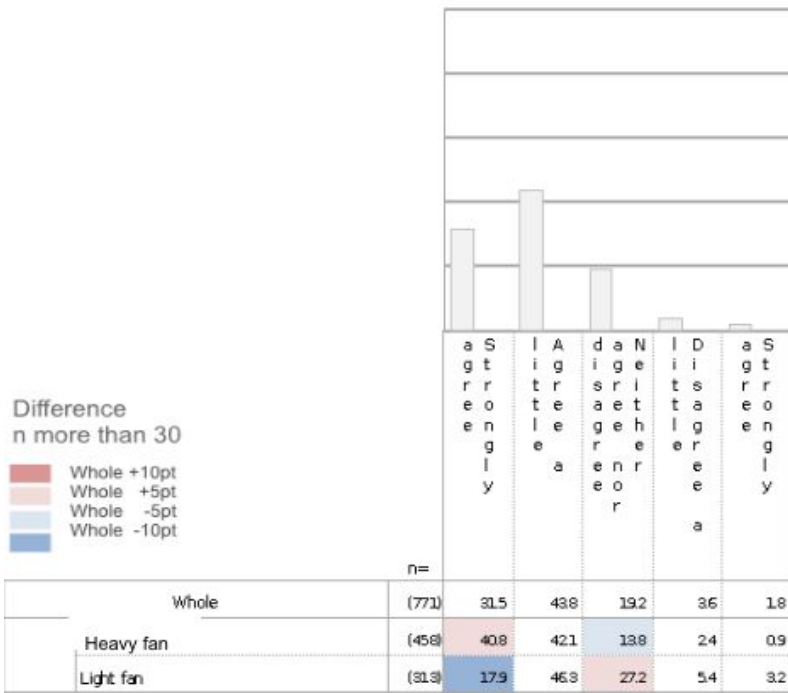 Strongly agree
Agree a little
Neither agree nor disagree
Disagree a little
Strongly agree
Difference
n more than 30
Whole +10pt
Whole +5pt
Whole -5pt
Whole -10pt
n=
Whole (771) 31.5 43.8 19.2 3.6 1.8
Heavy fan (458) 40.8 42.1 13.8 2.4 0.9
Light fan (313) 17.9 46.3 27.2 5.4 3.2